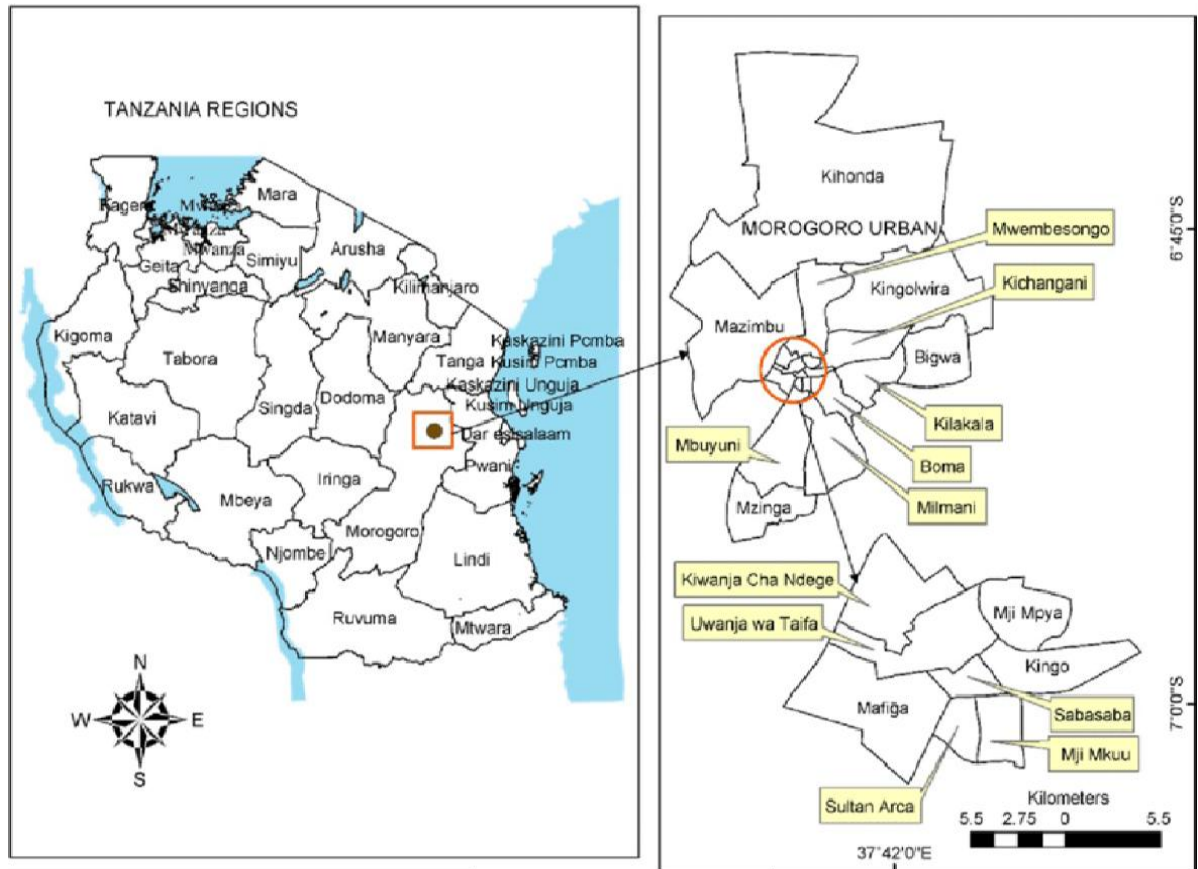 TANZANIA REGIONS
Mara
Kagera
Mwanza
Arusha
Geita
Simiyu
Shinyanga
Kilimanjaro
Kigoma
Manyara
Kaskazini Pcmba
Tabora
Tanga
Kusini Pcmba
Kaskazini Unguja
Singda
Dodoma
Kusini Unguja
Katavi
Dar essalaam
Pwani
Rukwa
Iringa
Mbeya
Morogoro
Njombe
Lindi
Ruvuma
Mtwara
N
W
E
S
Kihonda
MOROGORO URBAN
Mwembesongo
6°45'0"S
Kingolwira
Kichangani
Mazimbu
Bigwa
Kilakala
Mbuyuni
Boma
Mzinga
Milmani
Kiwanja Cha Ndege
Mji Mpya
Uwanja wa Taifa
Kingo
Mafiga
Sabasaba
7°0'0"S
Mji Mkuu
Sultan Arca
Kilometers
5.5 2.75 0 5.5
37°42'0"E